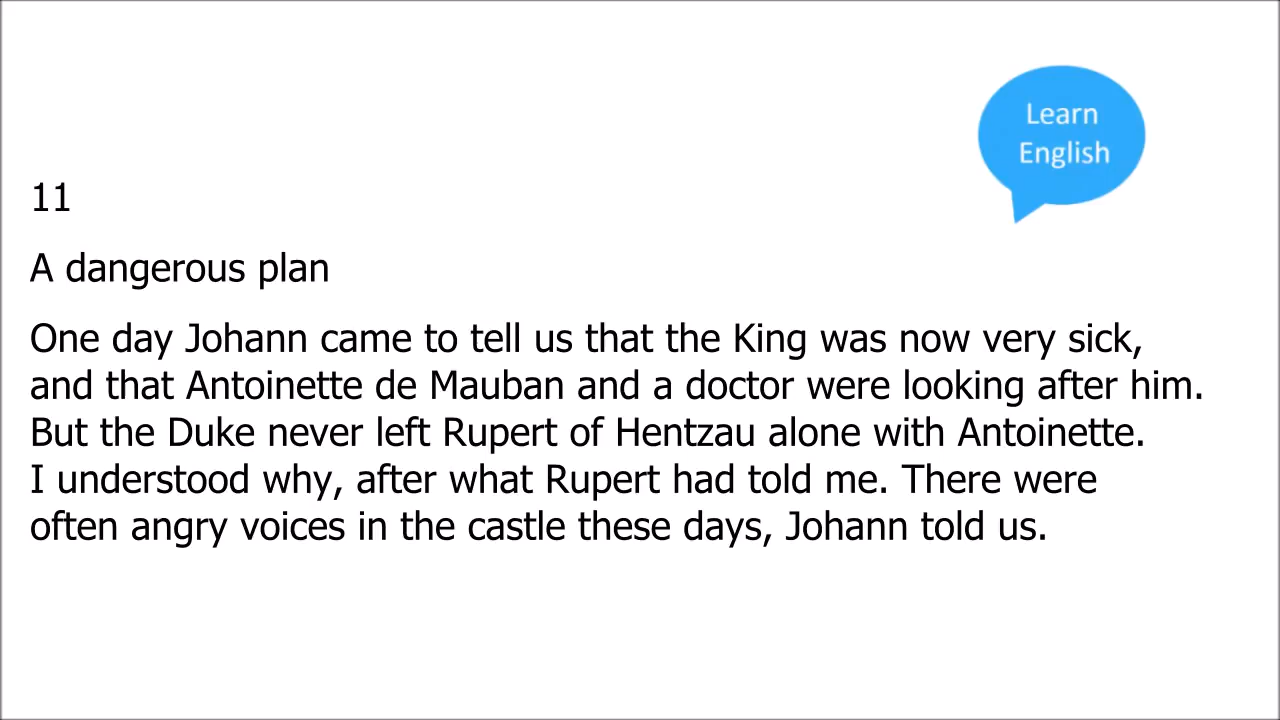 Learn
English
11
A dangerous plan
One day Johann came to tell us that the King was now very sick,
and that Antoinette de Mauban and a doctor were looking after him.
But the Duke never left Rupert of Hentzau alone with Antoinette.
I understood why, after what Rupert had told me. There were
often angry voices in the castle these days, Johann told us.